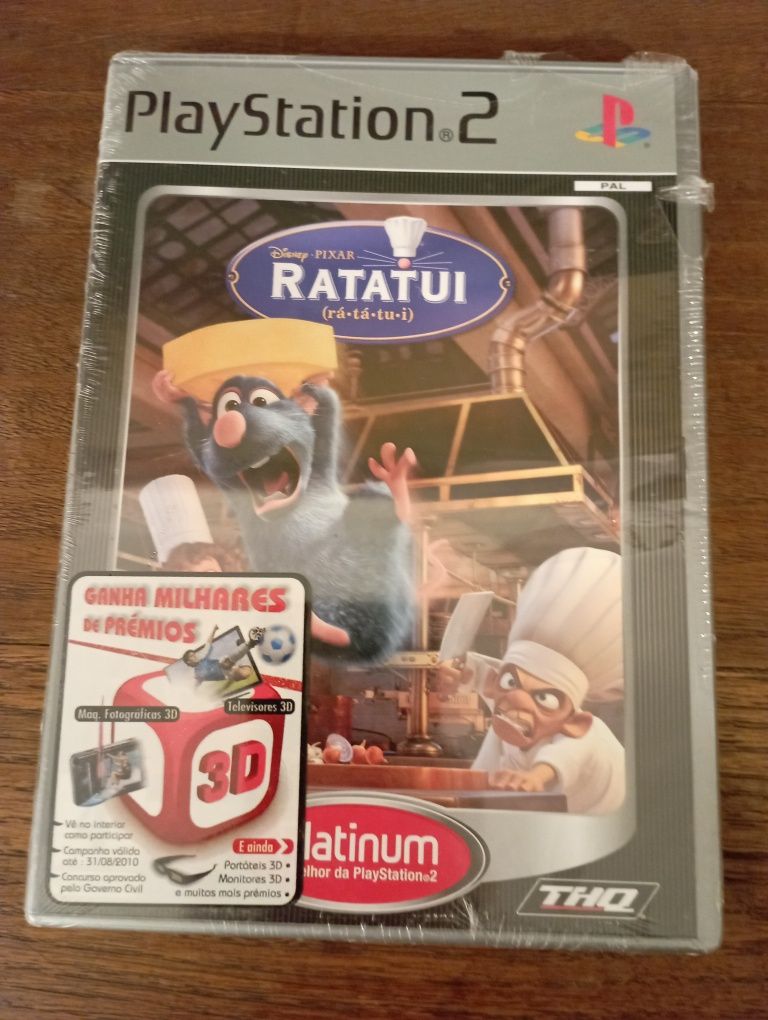 PlayStation®2
PAL
Disney · PIXAR
RATATUI
(rá·tá·tu·i)
GANHA MILHARES
DE PRÉMIOS
Maq. Fotográficas 3D
Televisores 3D
3D
Vê no interior
como participar
Campanha válida
até : 31/08/2010
Concurso aprovado
pelo Governo Civil
E ainda
Portáteis 3D •
Monitores 3D •
e muitos mais prémios •
latinum
elhor da PlayStation®2
THQ